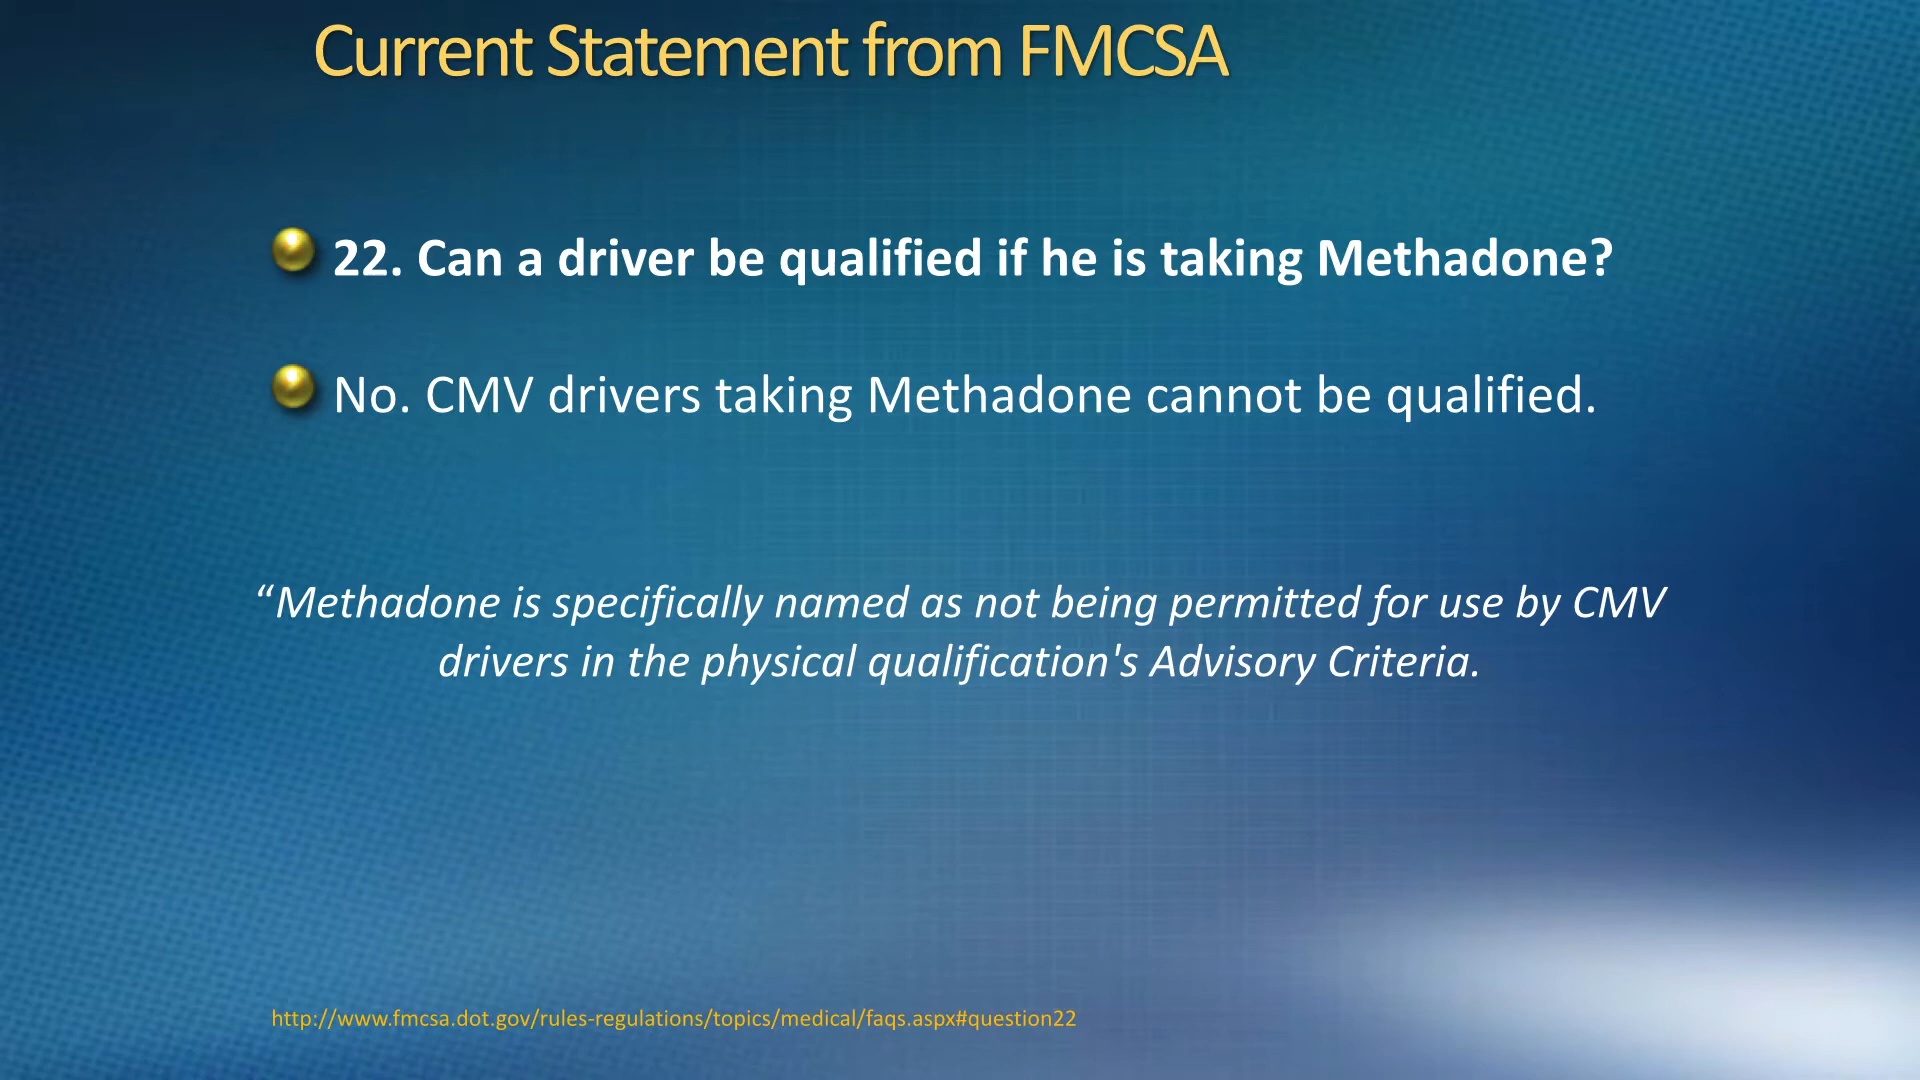 Current Statement from FMCSA
22. Can a driver be qualified if he is taking Methadone?
No. CMV drivers taking Methadone cannot be qualified.
“Methadone is specifically named as not being permitted for use by CMV
drivers in the physical qualification's Advisory Criteria.
http://www.fmcsa.dot.gov/rules-regulations/topics/medical/faqs.aspx#question22